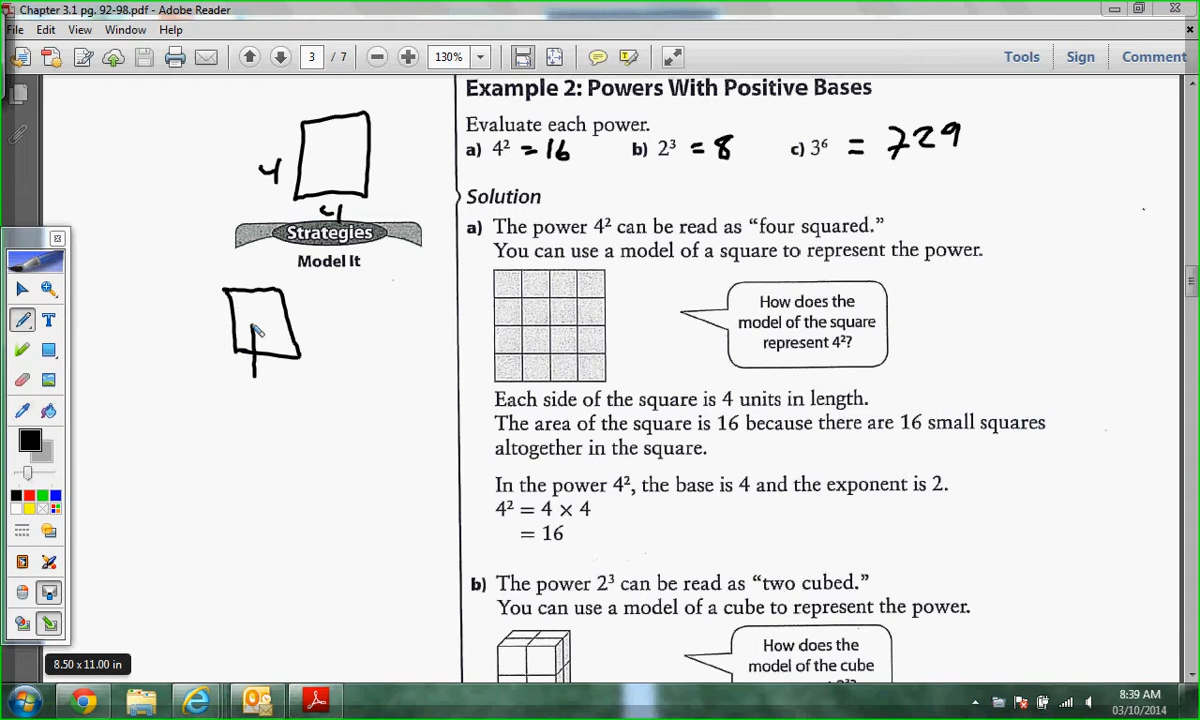 Chapter 3.1 pg. 92-98.pdf - Adobe Reader
File Edit View Window Help
3 / 7 130% Tools Sign Comment
Example 2: Powers With Positive Bases
Evaluate each power.
a) 4² = 16 b) 2³ = 8 c) 3⁶ = 729
4
4
Strategies
Model It
Solution
a) The power 4² can be read as “four squared.”
You can use a model of a square to represent the power.
How does the
model of the square
represent 4²?
Each side of the square is 4 units in length.
The area of the square is 16 because there are 16 small squares
altogether in the square.
In the power 4², the base is 4 and the exponent is 2.
4² = 4 × 4
= 16
b) The power 2³ can be read as “two cubed.”
You can use a model of a cube to represent the power.
How does the
model of the cube
T
8.50 x 11.00 in
8:39 AM
03/10/2014